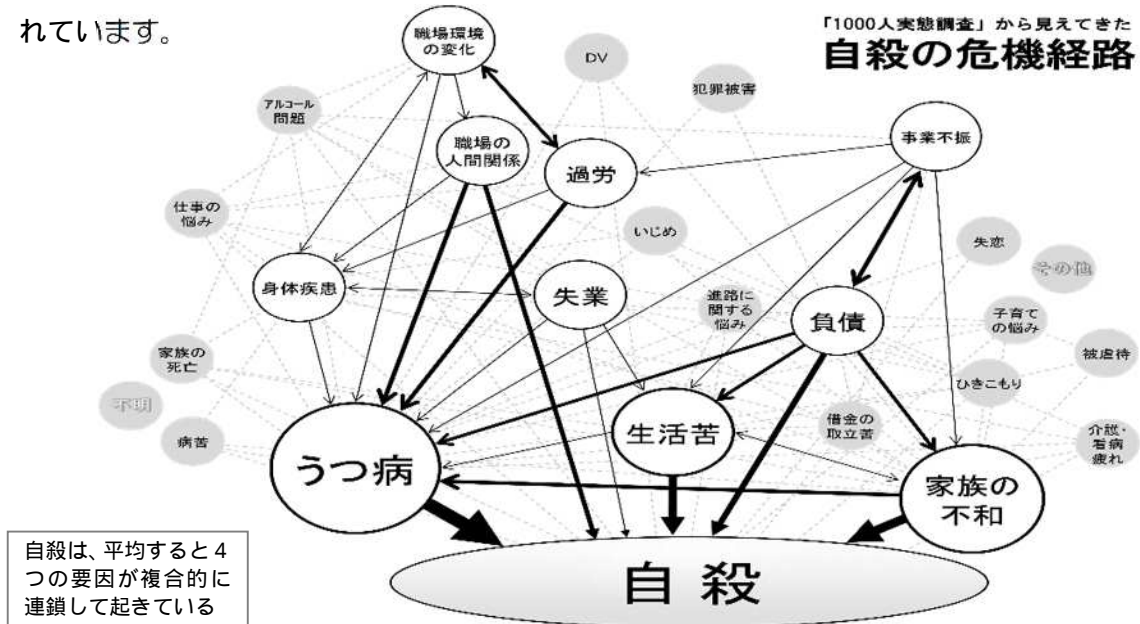 れています。
「1000人実態調査」から見えてきた
自殺の危機経路
職場環境
の変化
DV
犯罪被害
アルコール
問題
職場の
人間関係
過労
事業不振
仕事の
悩み
いじめ
失恋
その他
身体疾患
失業
進路に
関する
悩み
負債
子育て
の悩み
家族の
死亡
被虐待
ひきこもり
不明
病苦
うつ病
生活苦
借金の
取立苦
介護・
看病
疲れ
家族の
不和
自殺は、平均すると4
つの要因が複合的に
連鎖して起きている
自殺